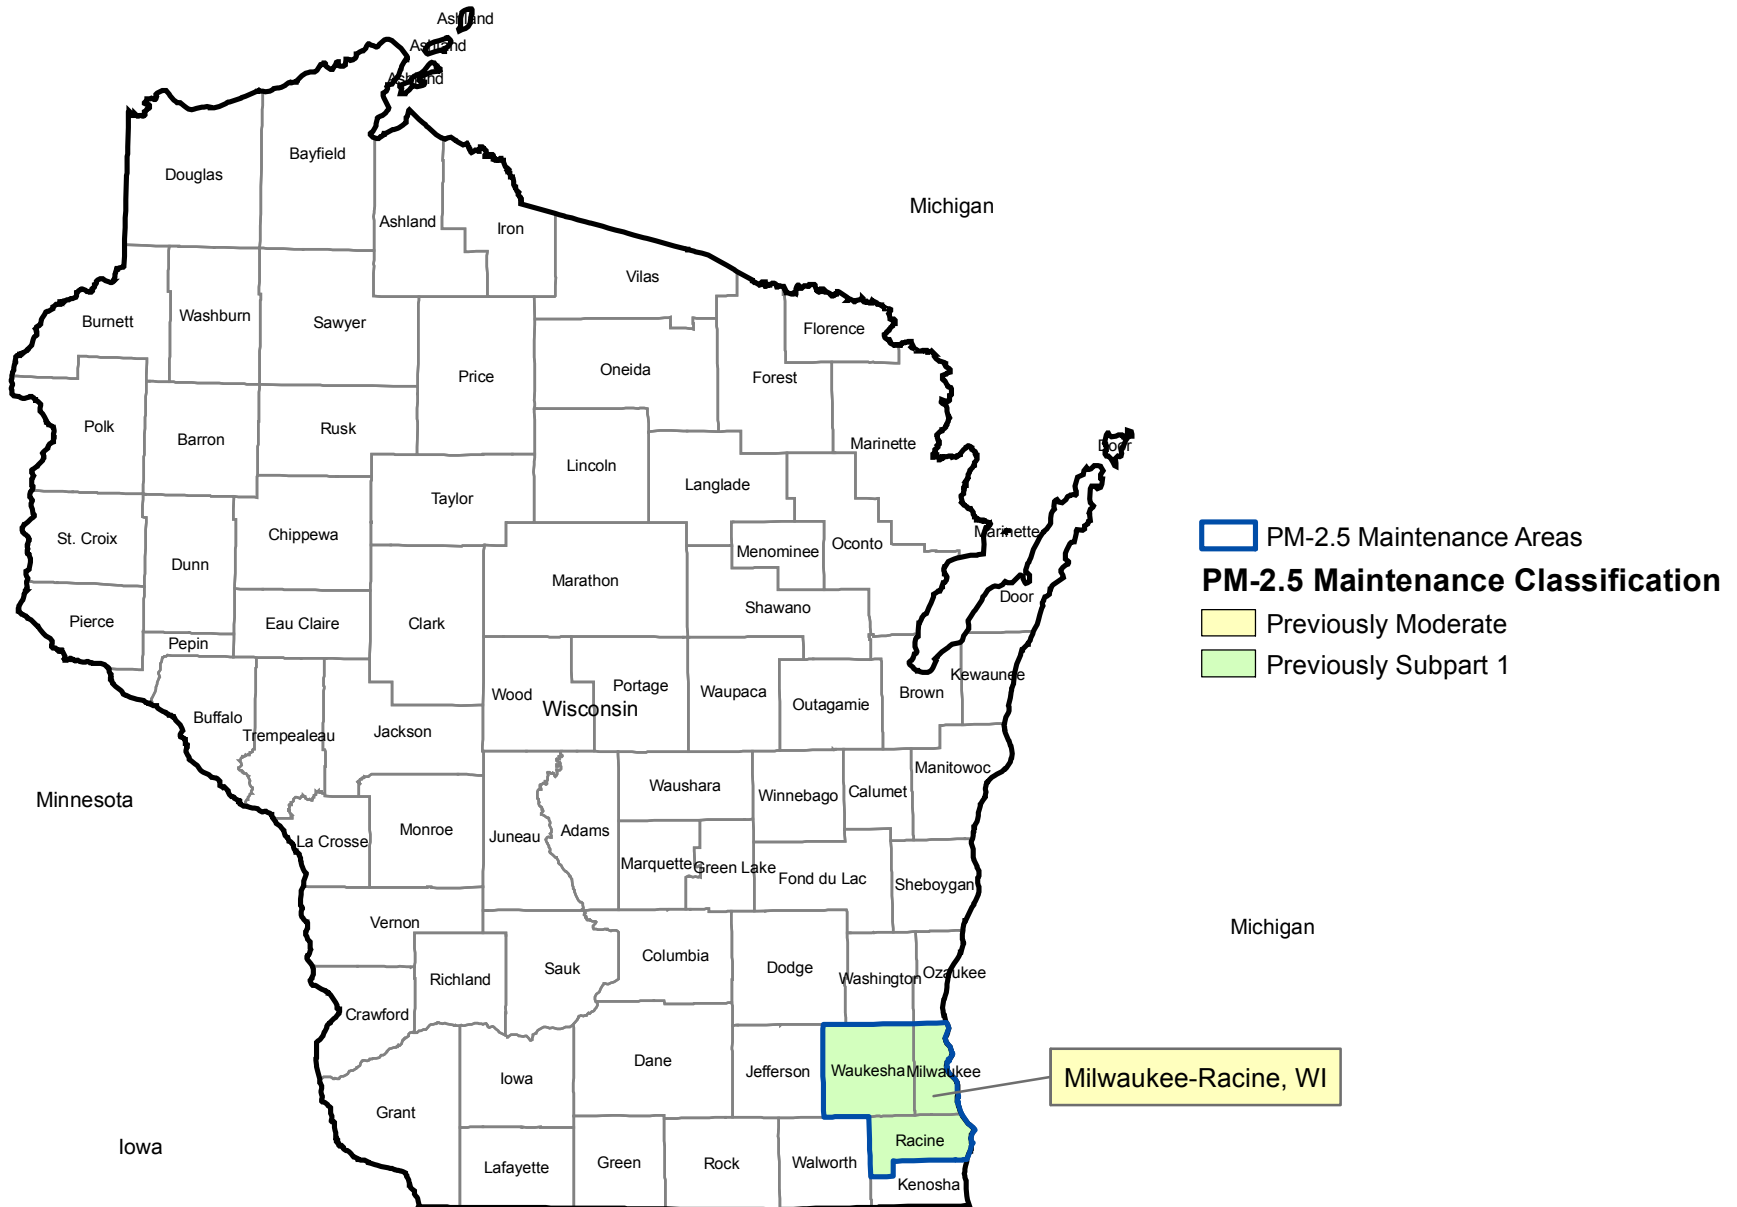 Ashland
Ashland
Ashland
Bayfield
Douglas
Michigan
Ashland
Iron
Vilas
Washburn
Burnett
Sawyer
Florence
Price
Oneida
Forest
Polk
Barron
Rusk
Marinette
Door
Lincoln
Langlade
Taylor
Chippewa
St. Croix
Marinette
PM-2.5 Maintenance Areas
Menominee
Oconto
Dunn
Marathon
PM-2.5 Maintenance Classification
Door
Shawano
Pierce
Eau Claire
Clark
Previously Moderate
Pepin
Previously Subpart 1
Kewaunee
Wood
Portage
Waupaca
Brown
Outagamie
Wisconsin
Buffalo
Trempealeau
Jackson
Manitowoc
Waushara
Winnebago
Calumet
Minnesota
Monroe
Juneau
Adams
La Crosse
Marquette
Green Lake
Fond du Lac
Sheboygan
Vernon
Michigan
Columbia
Sauk
Dodge
Richland
Washington
Ozaukee
Crawford
Dane
Jefferson
Waukesha
Milwaukee
Iowa
Milwaukee-Racine, WI
Grant
Racine
Iowa
Lafayette
Green
Rock
Walworth
Kenosha